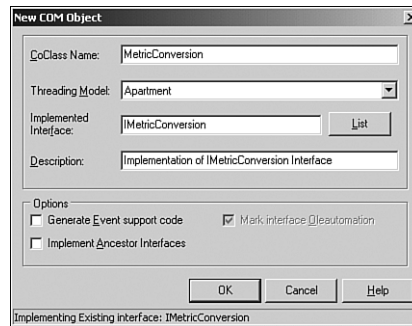 New COM Object
CoClass Name: MetricConversion
Threading Model: Apartment
Implemented
Interface: IMetricConversion List
Description: Implementation of IMetricConversion Interface
Options
Generate Event support code Mark interface Oleautomation
Implement Ancestor Interfaces
OK Cancel Help
Implementing Existing interface: IMetricConversion